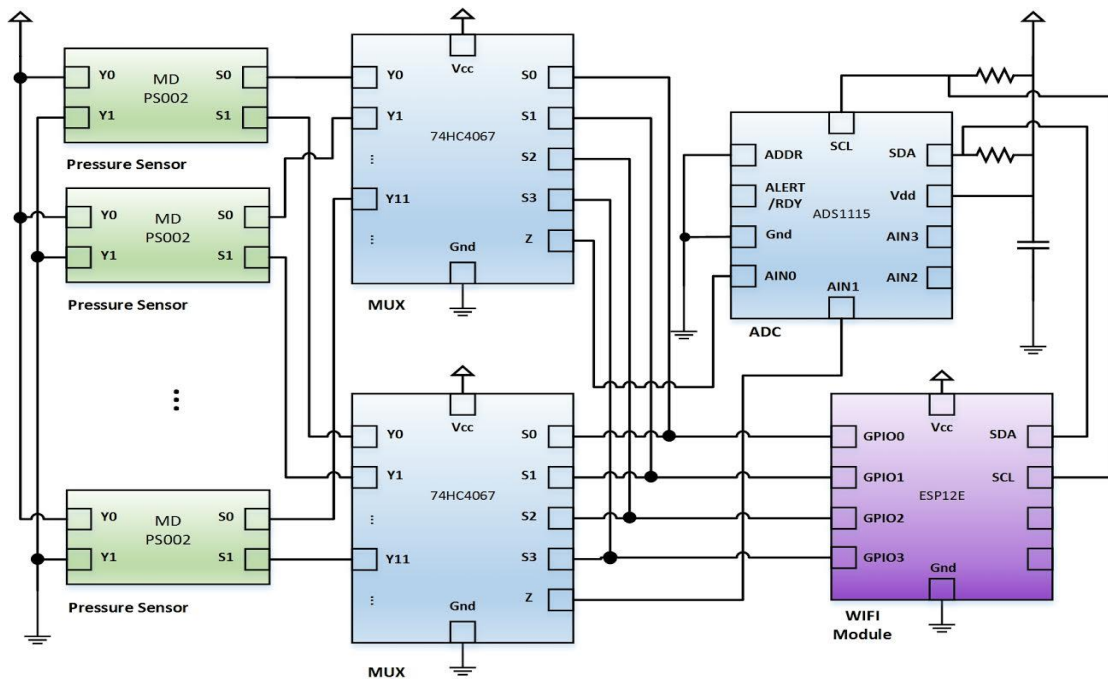 Y0 MD S0
PS002
Y1 S1
Pressure Sensor
Y0 MD S0
PS002
Y1 S1
Pressure Sensor
...
Y0 MD S0
PS002
Y1 S1
Pressure Sensor
Vcc
Y0 S0
Y1 74HC4067 S1
... S2
Y11 S3
... Z
Gnd
MUX
Vcc
Y0 S0
Y1 74HC4067 S1
... S2
Y11 S3
... Z
Gnd
MUX
SCL
ADDR SDA
ALERT
/RDY ADS1115 Vdd
Gnd AIN3
AIN0 AIN1 AIN2
ADC
Vcc
GPIO0 SDA
GPIO1 ESP12E SCL
GPIO2
GPIO3
Gnd
WIFI
Module